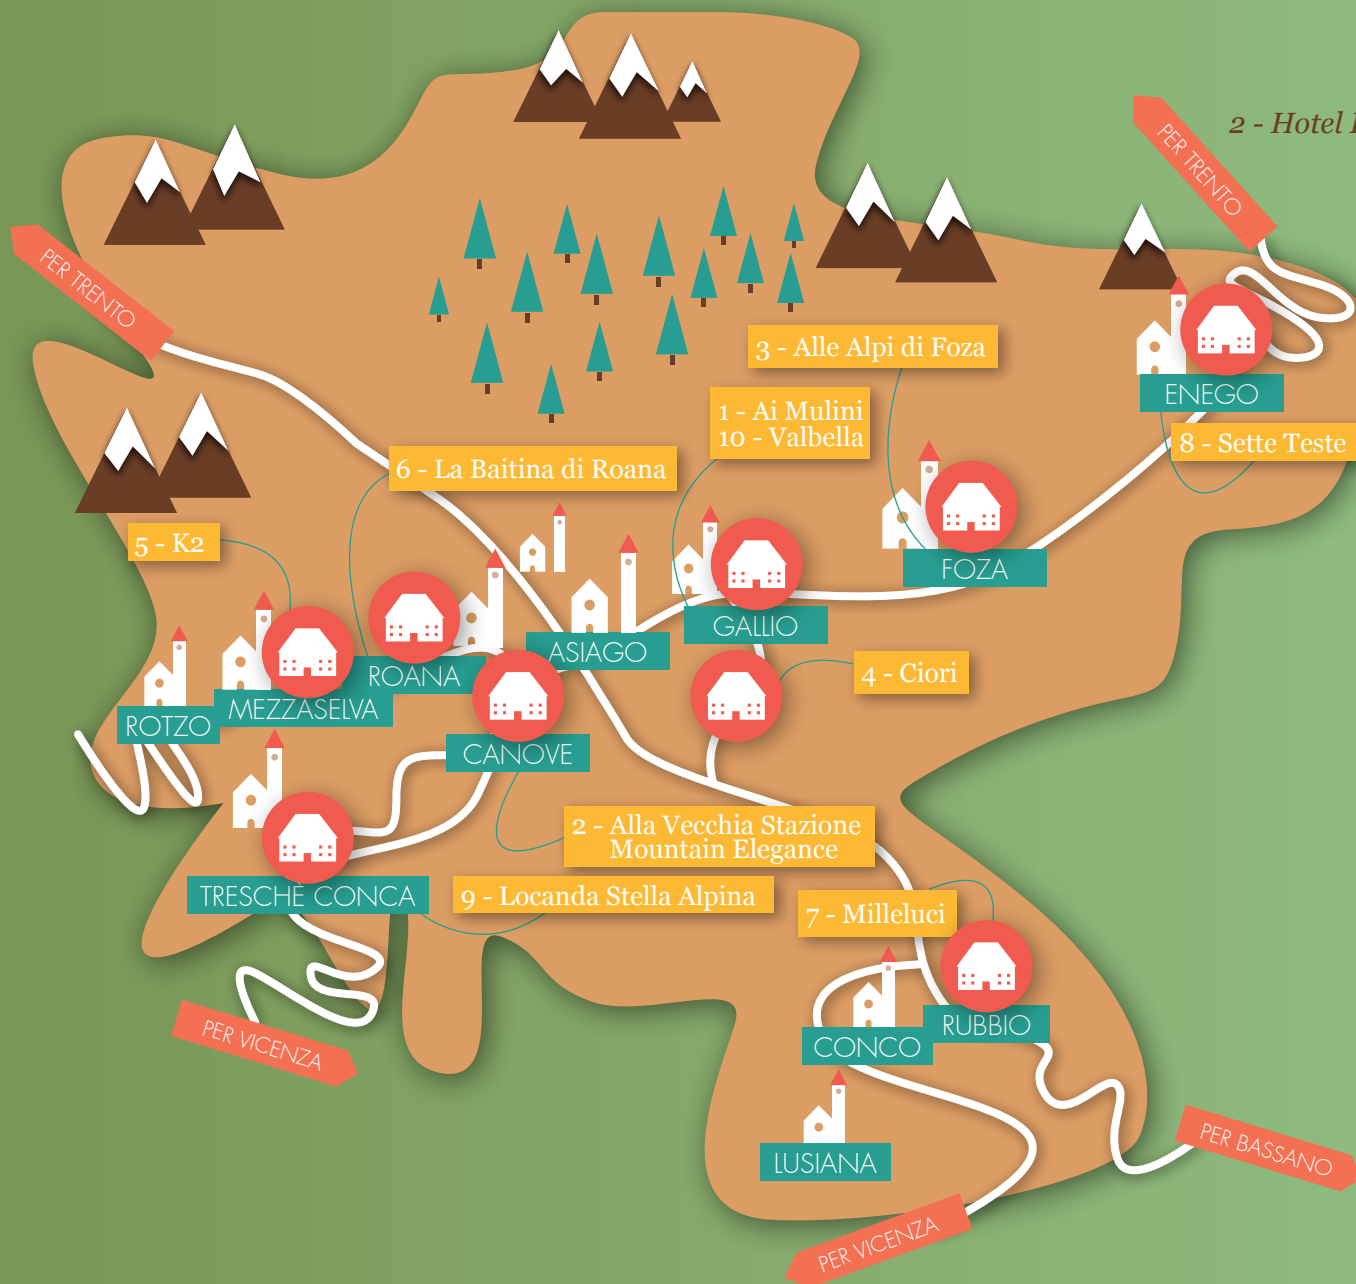 2 - Hotel
PER TRENTO
PER TRENTO
3 - Alle Alpi di Foza
ENEGO
1 - Ai Mulini
10 - Valbella
8 - Sette Teste
6 - La Baitina di Roana
5 - K2
FOZA
GALLIO
ASIAGO
4 - Ciori
ROANA
MEZZASELVA
ROTZO
CANOVE
2 - Alla Vecchia Stazione
Mountain Elegance
TRESCHÈ CONCA
9 - Locanda Stella Alpina
7 - Milleluci
RUBBIO
CONCO
PER VICENZA
LUSIANA
PER BASSANO
PER VICENZA